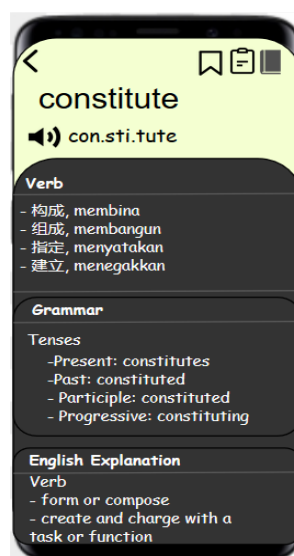 constitute
con.sti.tute
Verb
- 构成, membina
- 组成, membangun
- 指定, menyatakan
- 建立, menegakkan
Grammar
Tenses
-Present: constitutes
-Past: constituted
- Participle: constituted
- Progressive: constituting
English Explanation
Verb
- form or compose
- create and charge with a
task or function